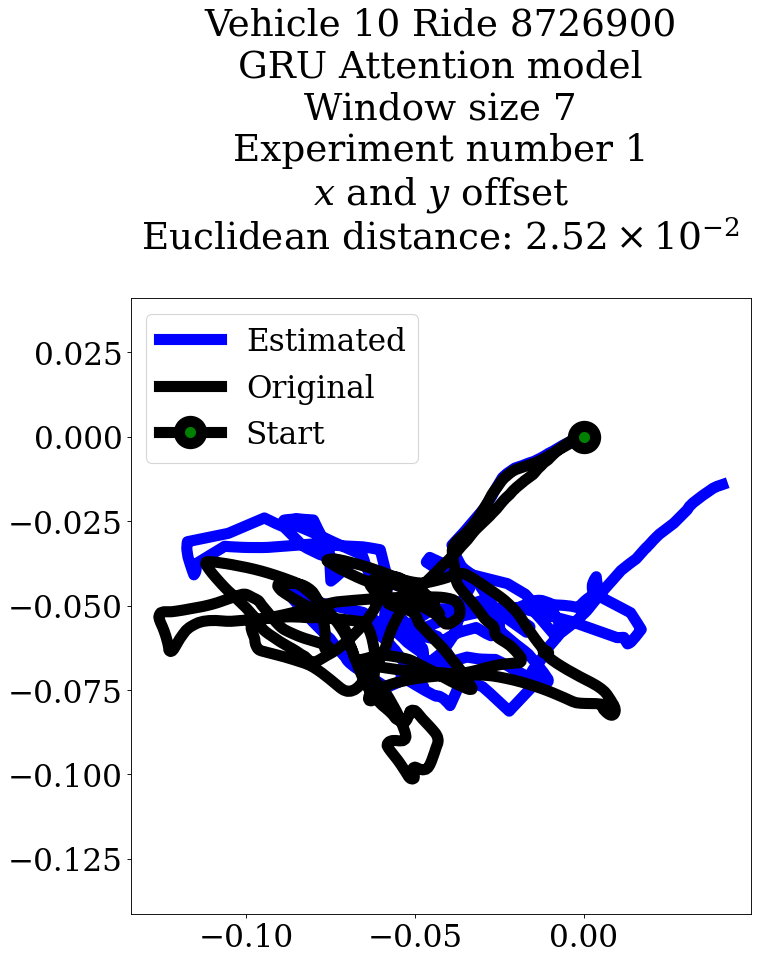 Vehicle 10 Ride 8726900
GRU Attention model
Window size 7
Experiment number 1
x and y offset
Euclidean distance: 2.52 × 10⁻²
Estimated
Original
Start
0.025
0.000
−0.025
−0.050
−0.075
−0.100
−0.125
−0.10
−0.05
0.00